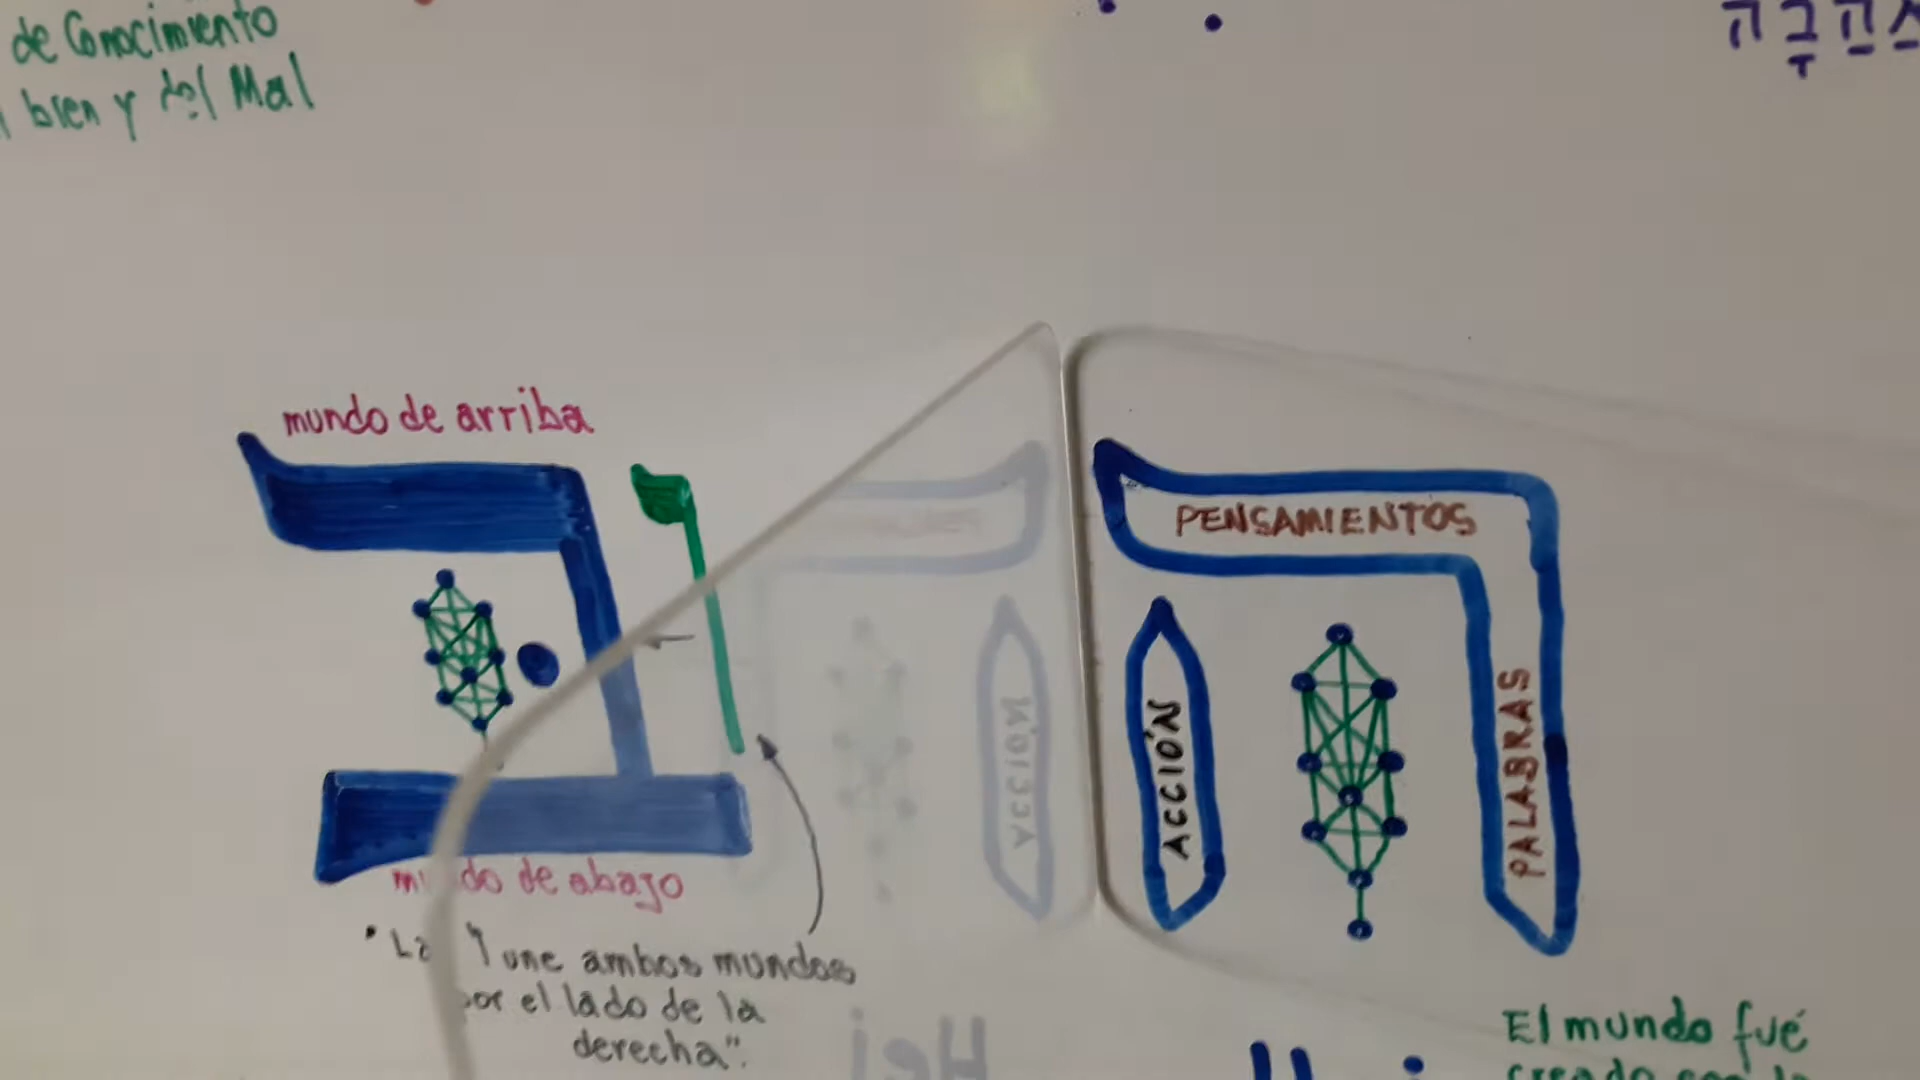 de Conocimiento
bien y del Mal
mundo de arriba
PENSAMIENTOS
ACCIÓN
PALABRAS
do de abajo
une ambos mundos
por el lado de la
derecha".
Hei
El mundo fué